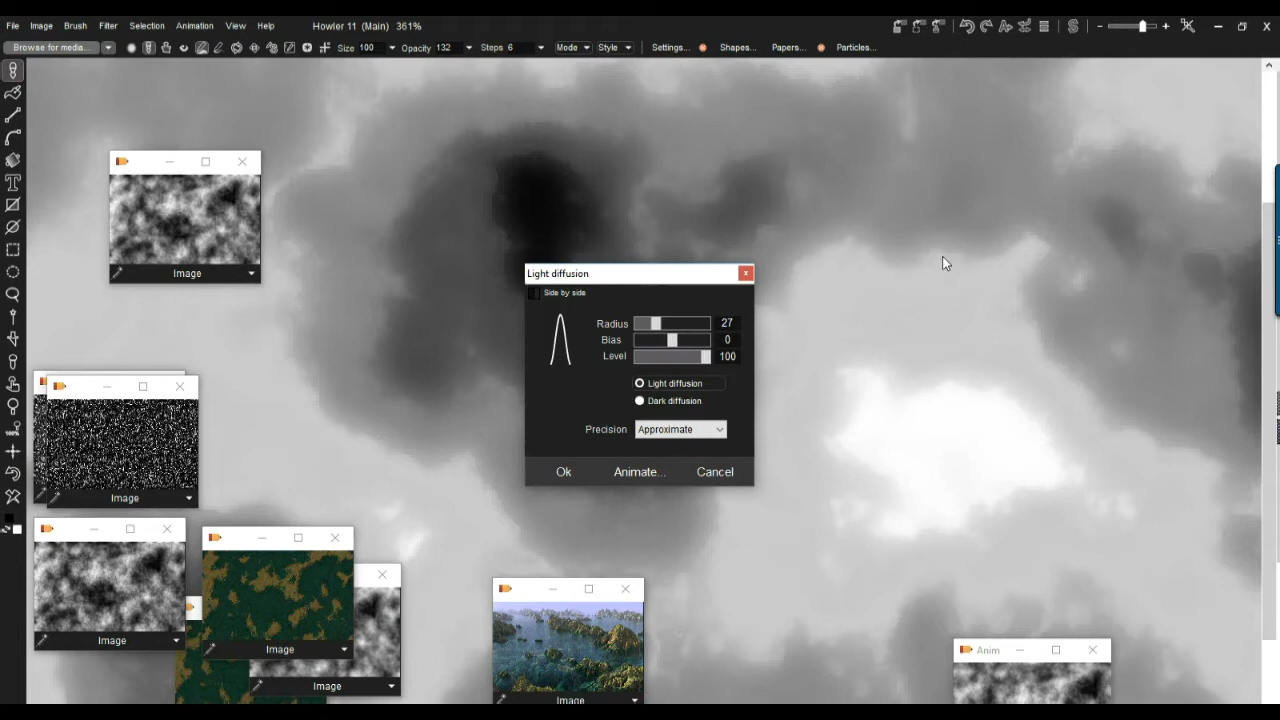 File Image Brush Filter Selection Animation View Help Howler 11 (Main) 361%
Browse for media... Size 100 Opacity 132 Steps 6 Mode Style Settings... Shapes... Papers... Particles...
Image
Light diffusion
Side by side
Radius 27
Bias 0
Level 100
Light diffusion
Dark diffusion
Precision Approximate
Ok Animate... Cancel
Image
Image
Image
Image
Image
Anim